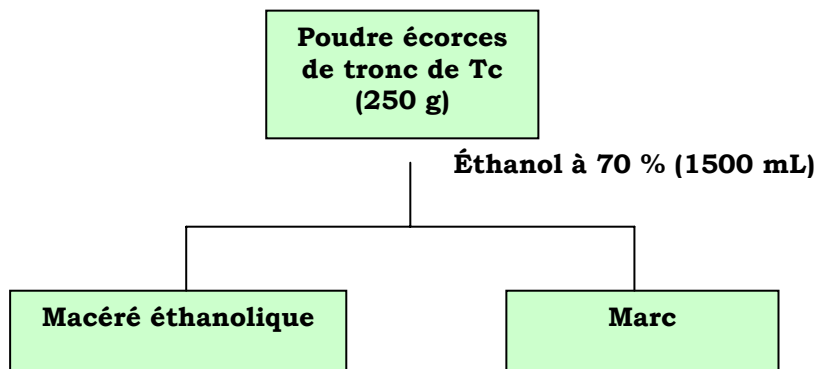 Poudre écorces
de tronc de Tc
(250 g)
Éthanol à 70 % (1500 mL)
Macéré éthanolique
Marc